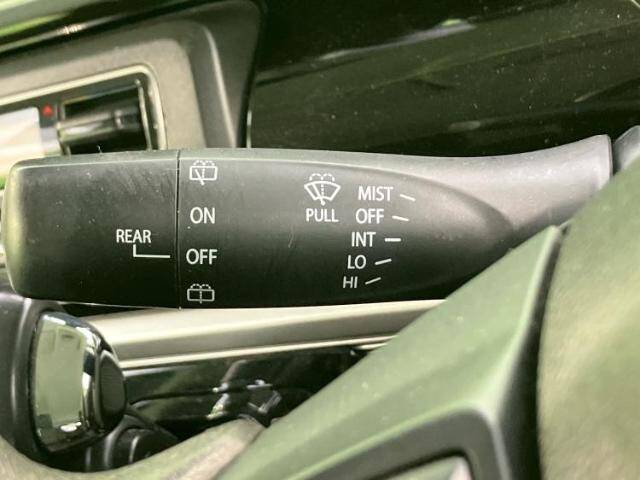 REAR
ON
OFF
PULL
MIST
OFF
INT
LO
HI